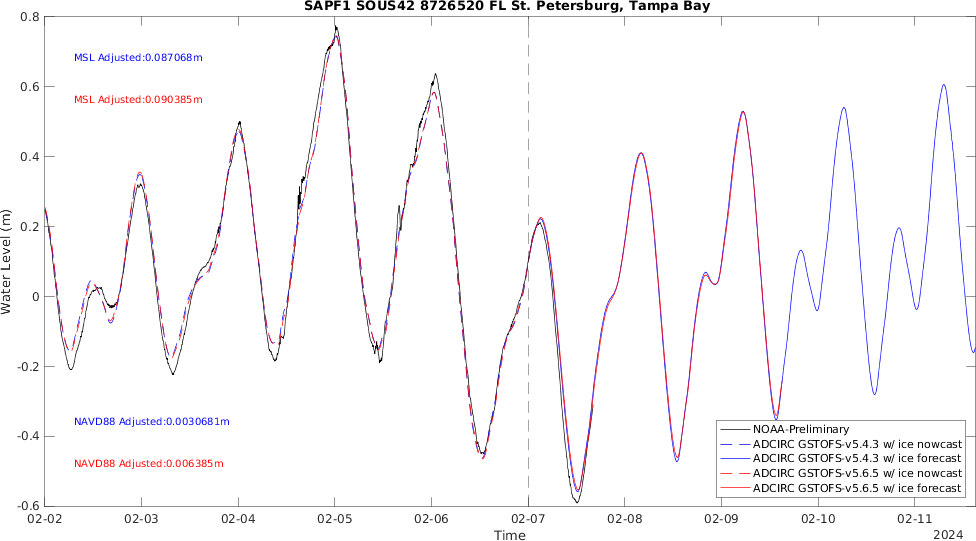 SAPF1 SOUS42 8726520 FL St. Petersburg, Tampa Bay
0.8
0.6
0.4
0.2
0
-0.2
-0.4
-0.6
Water Level (m)
MSL Adjusted:0.087068m
MSL Adjusted:0.090385m
NAVD88 Adjusted:0.0030681m
NAVD88 Adjusted:0.006385m
NOAA-Preliminary
ADCIRC GSTOFS-v5.4.3 w/ ice nowcast
ADCIRC GSTOFS-v5.4.3 w/ ice forecast
ADCIRC GSTOFS-v5.6.5 w/ ice nowcast
ADCIRC GSTOFS-v5.6.5 w/ ice forecast
02-02 02-03 02-04 02-05 02-06 02-07 02-08 02-09 02-10 02-11
Time
2024